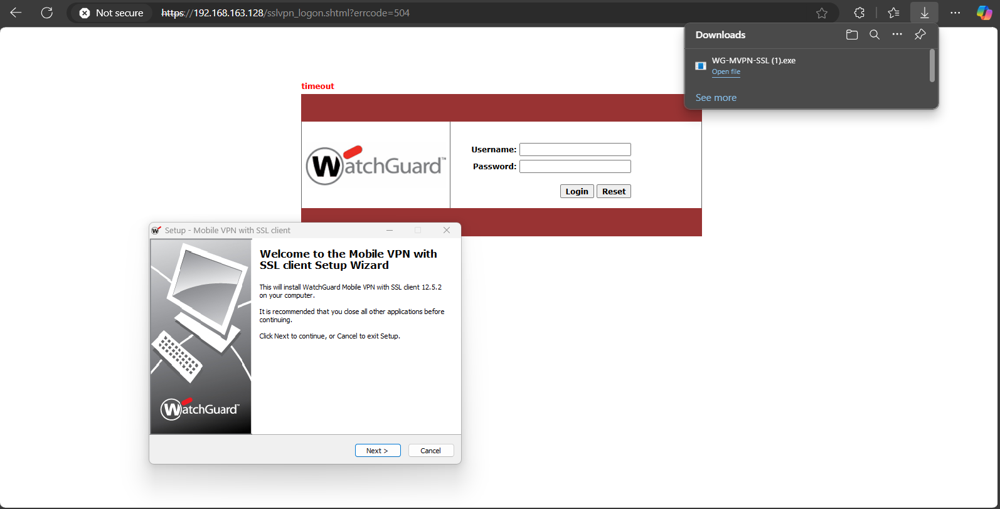 Not secure
https://192.168.163.128/sslvpn_logon.shtml?errcode=504
Downloads
WG-MVPN-SSL (1).exe
Open file
See more
timeout
WatchGuard™
Username:
Password:
Login
Reset
Setup - Mobile VPN with SSL client
Welcome to the Mobile VPN with
SSL client Setup Wizard
This will install WatchGuard Mobile VPN with SSL client 12.5.2
on your computer.
It is recommended that you close all other applications before
continuing.
Click Next to continue, or Cancel to exit Setup.
WatchGuard™
Next >
Cancel